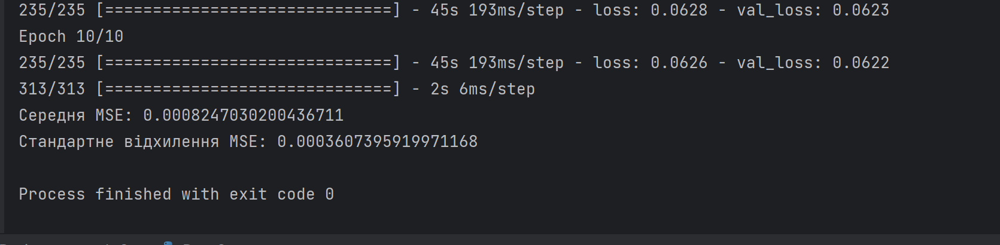 235/235 [==============================] - 45s 193ms/step - loss: 0.0628 - val_loss: 0.0623
Epoch 10/10
235/235 [==============================] - 45s 193ms/step - loss: 0.0626 - val_loss: 0.0622
313/313 [==============================] - 2s 6ms/step
Середня MSE: 0.0008247030200436711
Стандартне відхилення MSE: 0.0003607395919971168
Process finished with exit code 0